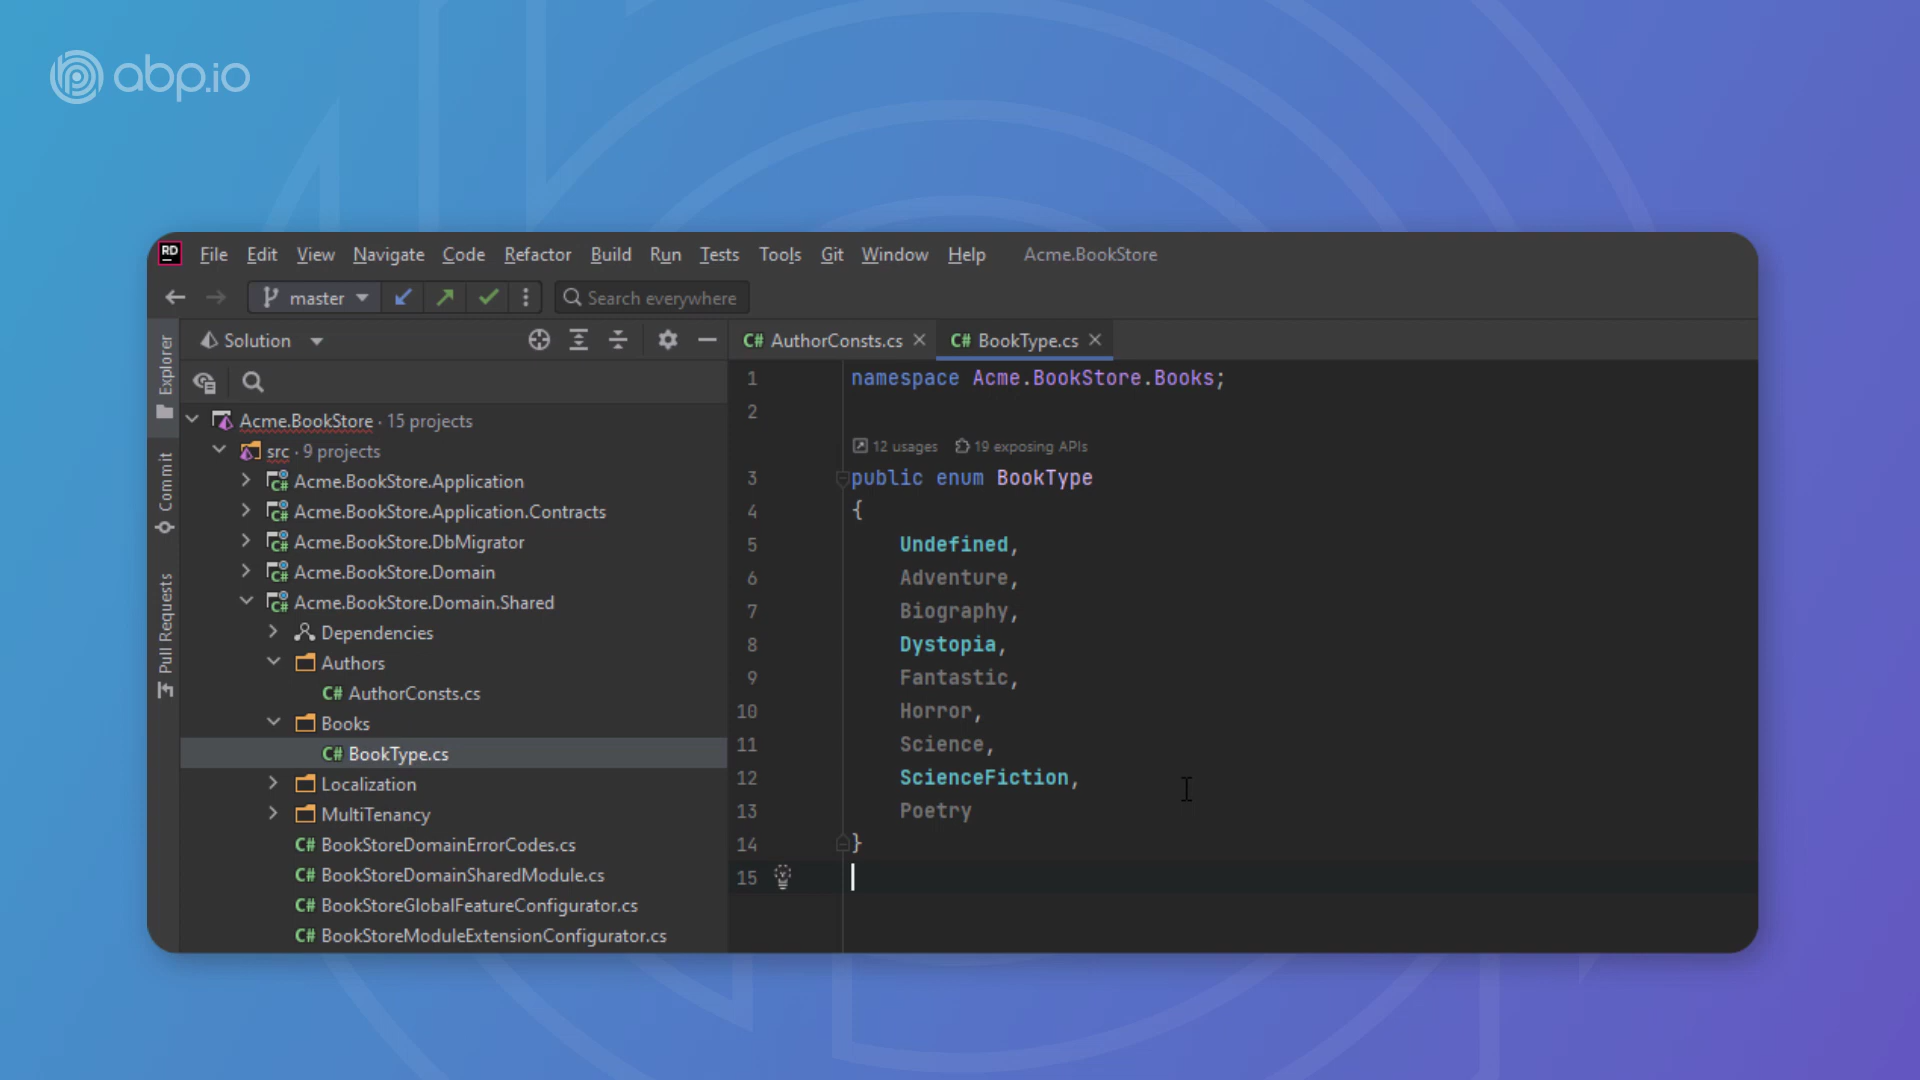 abp.io
RD File Edit View Navigate Code Refactor Build Run Tests Tools Git Window Help Acme.BookStore
master Search everywhere
Explorer
Commit
Pull Requests
Solution
Acme.BookStore · 15 projects
src · 9 projects
C# Acme.BookStore.Application
C# Acme.BookStore.Application.Contracts
C# Acme.BookStore.DbMigrator
C# Acme.BookStore.Domain
C# Acme.BookStore.Domain.Shared
Dependencies
Authors
C# AuthorConsts.cs
Books
C# BookType.cs
Localization
MultiTenancy
C# BookStoreDomainErrorCodes.cs
C# BookStoreDomainSharedModule.cs
C# BookStoreGlobalFeatureConfigurator.cs
C# BookStoreModuleExtensionConfigurator.cs
C# AuthorConsts.cs C# BookType.cs
1 namespace Acme.BookStore.Books;
2
12 usages 19 exposing APIs
3 public enum BookType
4 {
5 Undefined,
6 Adventure,
7 Biography,
8 Dystopia,
9 Fantastic,
10 Horror,
11 Science,
12 ScienceFiction,
13 Poetry
14 }
15